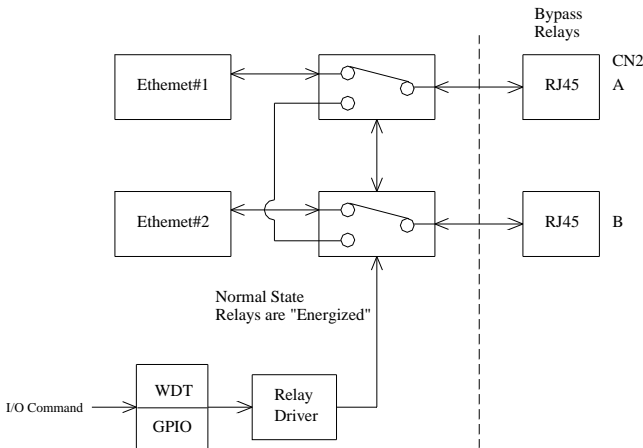 Bypass
Relays
CN2
Ethemet#1
RJ45
A
Ethemet#2
RJ45
B
Normal State
Relays are "Energized"
I/O Command
WDT
GPIO
Relay
Driver